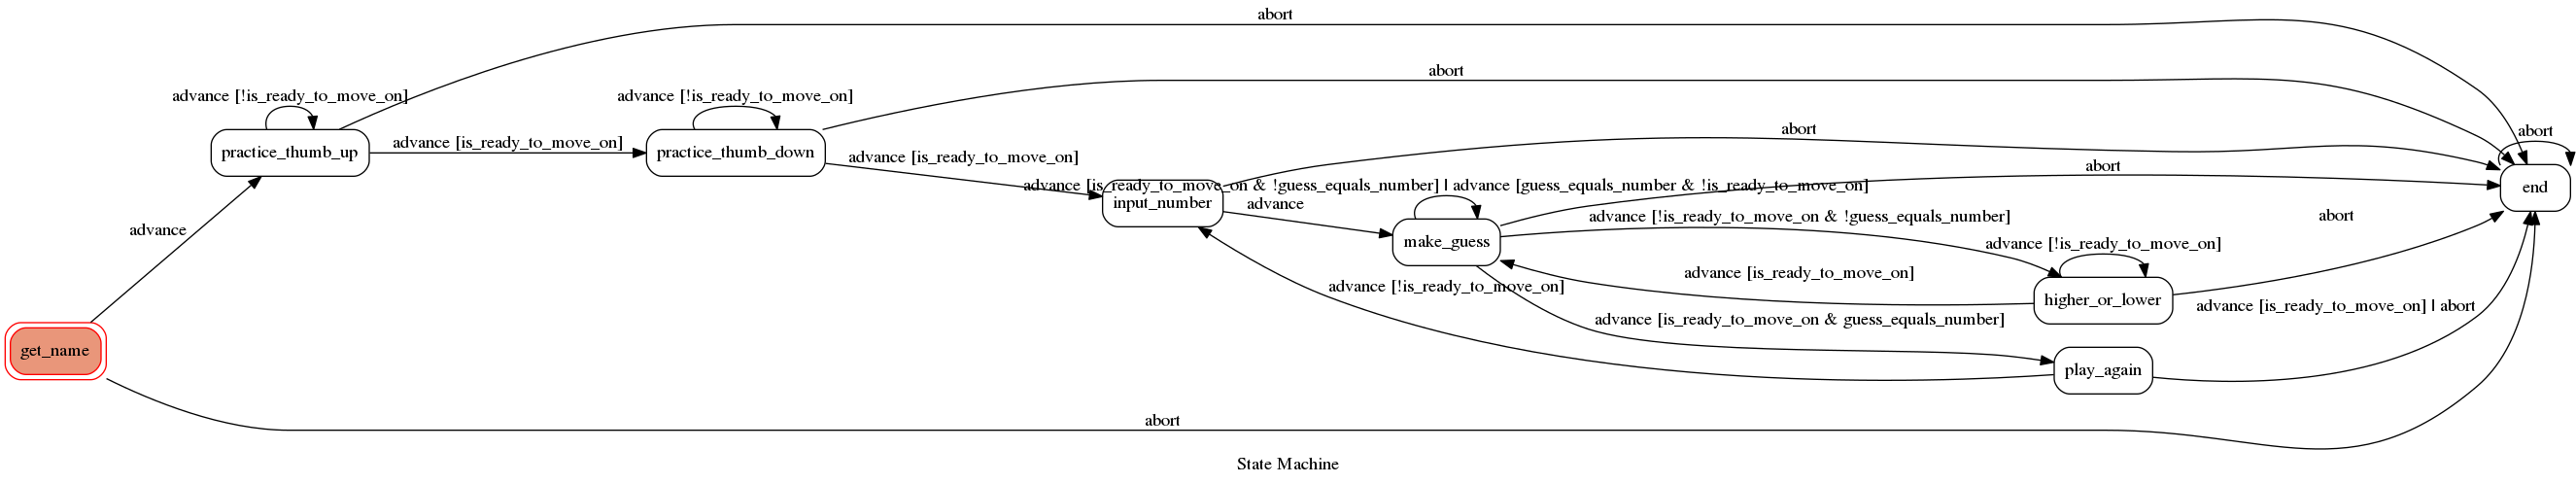 abort
abort
advance [!is_ready_to_move_on]
advance [!is_ready_to_move_on]
abort
abort
practice_thumb_up
advance [is_ready_to_move_on]
practice_thumb_down
advance [is_ready_to_move_on]
abort
advance [is_ready_to_move_on & !guess_equals_number] | advance [guess_equals_number & !is_ready_to_move_on]
end
input_number
advance
advance [!is_ready_to_move_on & !guess_equals_number]
abort
advance
make_guess
advance [!is_ready_to_move_on]
advance [is_ready_to_move_on]
advance [!is_ready_to_move_on]
higher_or_lower
advance [is_ready_to_move_on] | abort
advance [is_ready_to_move_on & guess_equals_number]
get_name
play_again
abort
State Machine